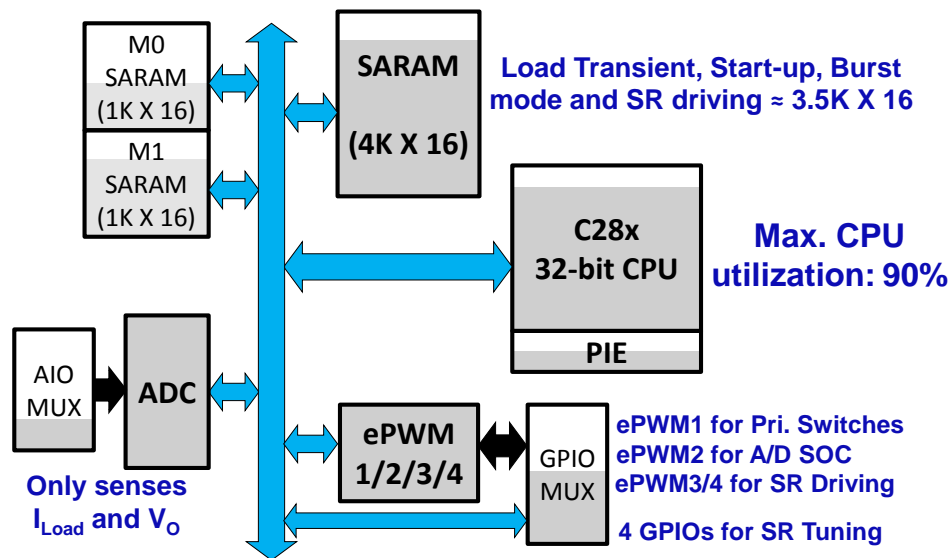 M0
SARAM
(1K X 16)
M1
SARAM
(1K X 16)
SARAM
(4K X 16)
Load Transient, Start-up, Burst
mode and SR driving ≈ 3.5K X 16
C28x
32-bit CPU
PIE
Max. CPU
utilization: 90%
AIO
MUX
ADC
Only senses
I_Load and V_O
ePWM
1/2/3/4
GPIO
MUX
ePWM1 for Pri. Switches
ePWM2 for A/D SOC
ePWM3/4 for SR Driving
4 GPIOs for SR Tuning